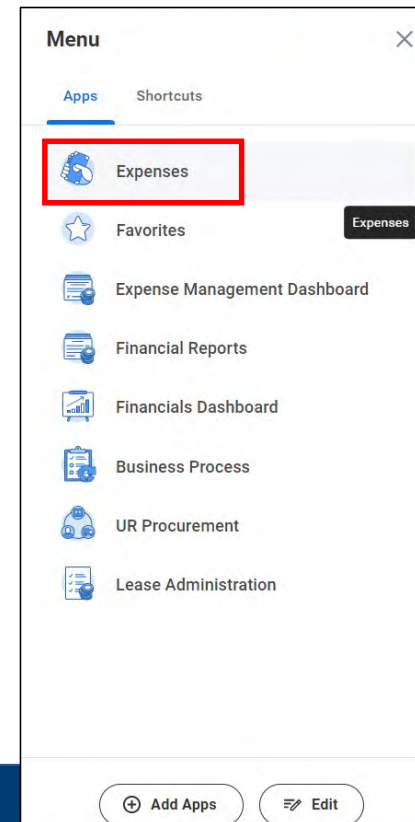 Menu
Apps Shortcuts
Expenses
Favorites
Expenses
Expense Management Dashboard
Financial Reports
Financials Dashboard
Business Process
UR Procurement
Lease Administration
Add Apps Edit